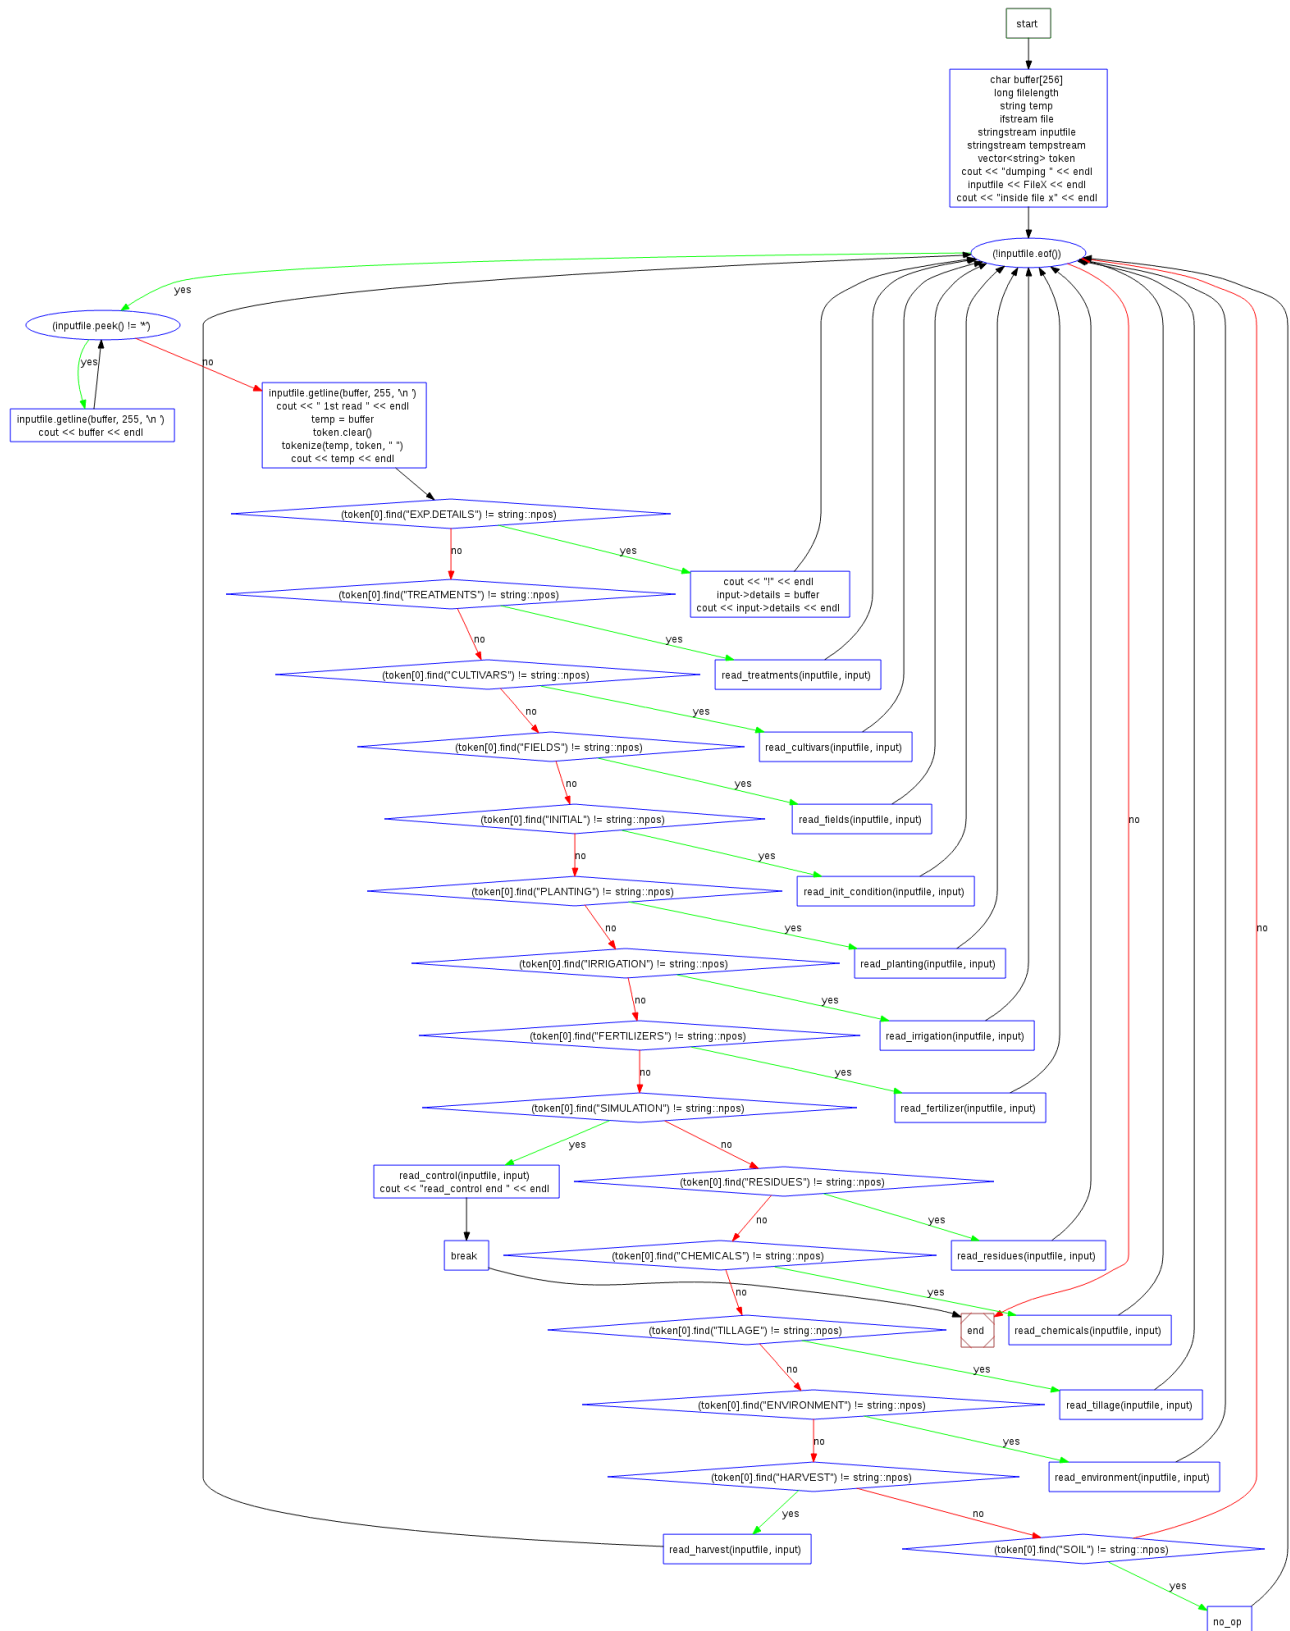 start
char buffer[256]
long filelength
string temp
ifstream file
stringstream inputfile
stringstream tempstream
vector<string> token
cout << "dumping " << endl
inputfile << FileX << endl
cout << "inside file x" << endl
(!inputfile.eof())
yes
(inputfile.peek() != '*')
yes
no
inputfile.getline(buffer, 255, '\n ')
cout << buffer << endl
inputfile.getline(buffer, 255, '\n ')
cout << " 1st read " << endl
temp = buffer
token.clear()
tokenize(temp, token, " ")
cout << temp << endl
(token[0].find("EXP.DETAILS") != string::npos)
no
yes
cout << "!" << endl
input->details = buffer
cout << input->details << endl
(token[0].find("TREATMENTS") != string::npos)
no
yes
read_treatments(inputfile, input)
(token[0].find("CULTIVARS") != string::npos)
no
yes
read_cultivars(inputfile, input)
(token[0].find("FIELDS") != string::npos)
no
yes
read_fields(inputfile, input)
(token[0].find("INITIAL") != string::npos)
no
no
yes
read_init_condition(inputfile, input)
(token[0].find("PLANTING") != string::npos)
no
yes
no
read_planting(inputfile, input)
(token[0].find("IRRIGATION") != string::npos)
no
yes
read_irrigation(inputfile, input)
(token[0].find("FERTILIZERS") != string::npos)
no
yes
read_fertilizer(inputfile, input)
(token[0].find("SIMULATION") != string::npos)
yes
no
read_control(inputfile, input)
cout << "read_control end " << endl
(token[0].find("RESIDUES") != string::npos)
no
yes
break
read_residues(inputfile, input)
(token[0].find("CHEMICALS") != string::npos)
no
yes
end
read_chemicals(inputfile, input)
(token[0].find("TILLAGE") != string::npos)
no
yes
read_tillage(inputfile, input)
(token[0].find("ENVIRONMENT") != string::npos)
no
yes
read_environment(inputfile, input)
(token[0].find("HARVEST") != string::npos)
yes
no
read_harvest(inputfile, input)
(token[0].find("SOIL") != string::npos)
yes
no_op